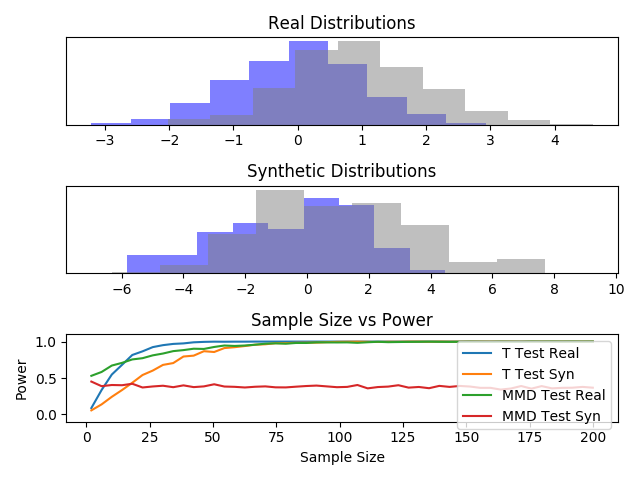 Real Distributions
−3 −2 −1 0 1 2 3 4
Synthetic Distributions
−6 −4 −2 0 2 4 6 8 10
Sample Size vs Power
Power
1.0
0.5
0.0
T Test Real
T Test Syn
MMD Test Real
MMD Test Syn
0 25 50 75 100 125 150 175 200
Sample Size